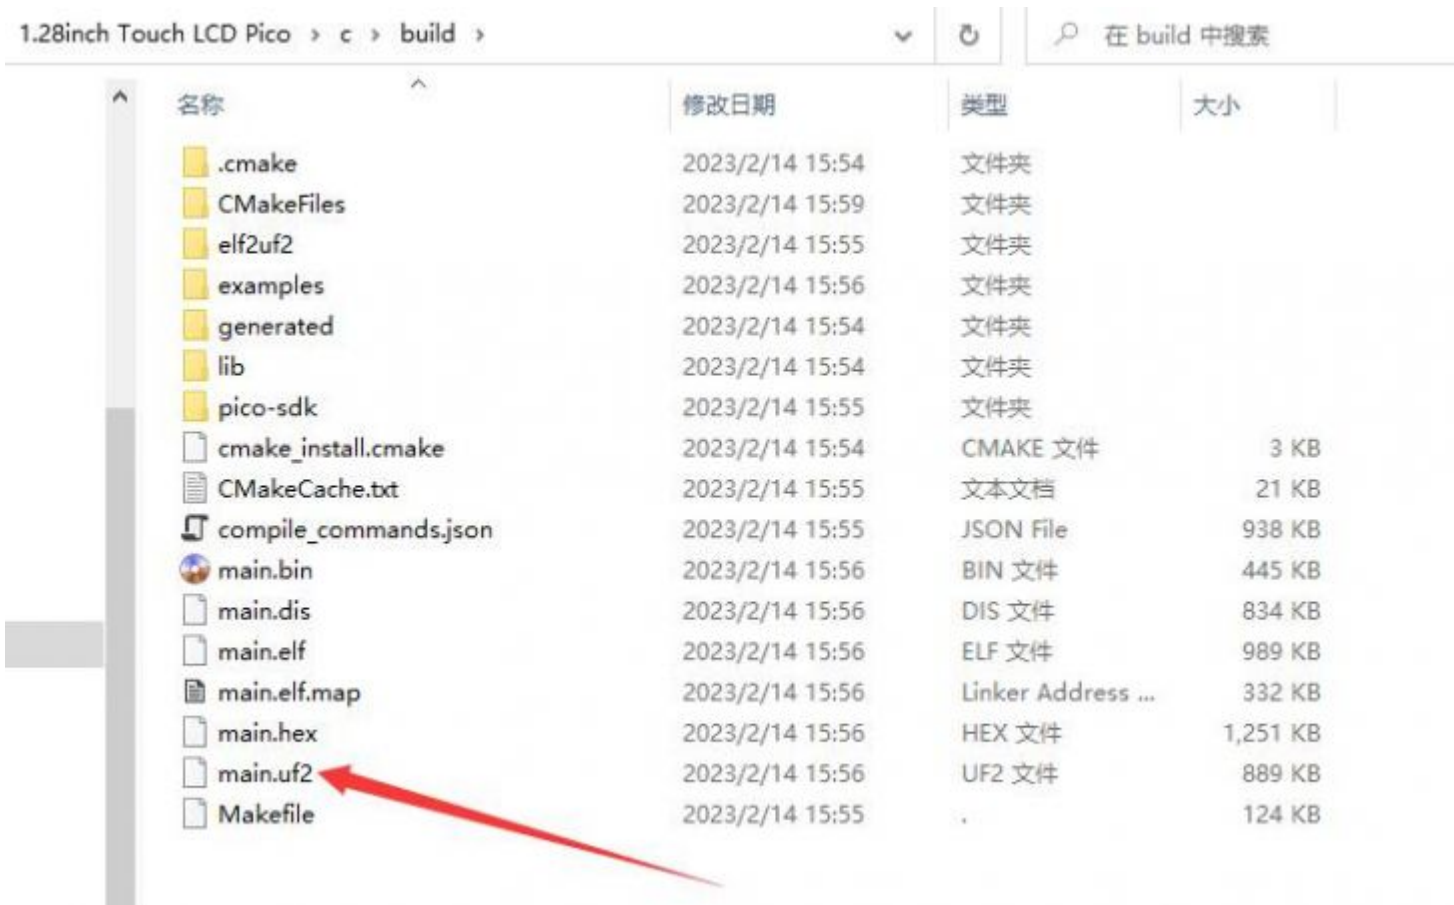 1.28inch Touch LCD Pico › c › build ›
在 build 中搜索
名称 修改日期 类型 大小
.cmake 2023/2/14 15:54 文件夹
CMakeFiles 2023/2/14 15:59 文件夹
elf2uf2 2023/2/14 15:55 文件夹
examples 2023/2/14 15:56 文件夹
generated 2023/2/14 15:54 文件夹
lib 2023/2/14 15:54 文件夹
pico-sdk 2023/2/14 15:55 文件夹
cmake_install.cmake 2023/2/14 15:54 CMAKE 文件 3 KB
CMakeCache.txt 2023/2/14 15:55 文本文档 21 KB
compile_commands.json 2023/2/14 15:55 JSON File 938 KB
main.bin 2023/2/14 15:56 BIN 文件 445 KB
main.dis 2023/2/14 15:56 DIS 文件 834 KB
main.elf 2023/2/14 15:56 ELF 文件 989 KB
main.elf.map 2023/2/14 15:56 Linker Address ... 332 KB
main.hex 2023/2/14 15:56 HEX 文件 1,251 KB
main.uf2 2023/2/14 15:56 UF2 文件 889 KB
Makefile 2023/2/14 15:55 . 124 KB